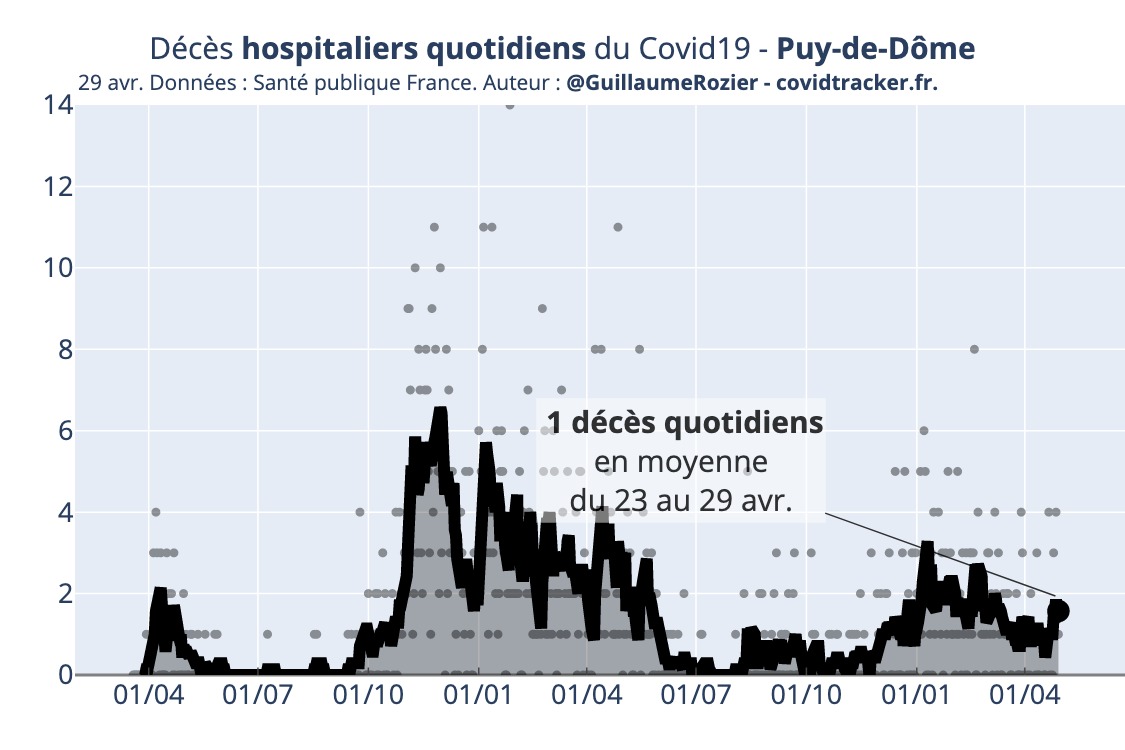 Décès hospitaliers quotidiens du Covid19 - Puy-de-Dôme
29 avr. Données : Santé publique France. Auteur : @GuillaumeRozier - covidtracker.fr.
14
12
10
8
6
4
2
0
1 décès quotidiens
en moyenne
du 23 au 29 avr.
01/04 01/07 01/10 01/01 01/04 01/07 01/10 01/01 01/04